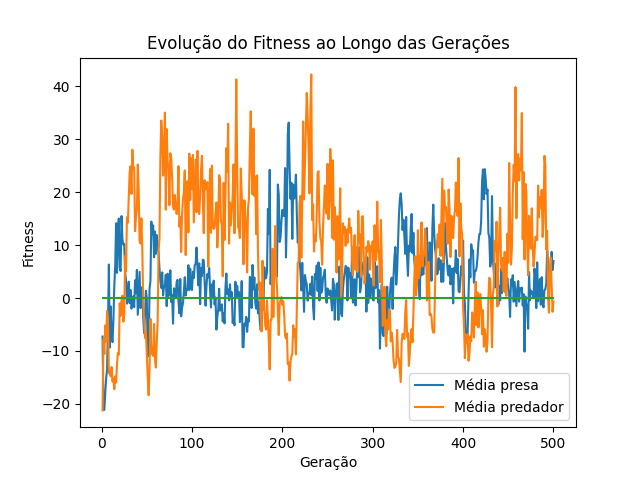 Evolução do Fitness ao Longo das Gerações
40
30
20
10
0
−10
−20
Fitness
0
100
200
300
400
500
Geração
Média presa
Média predador